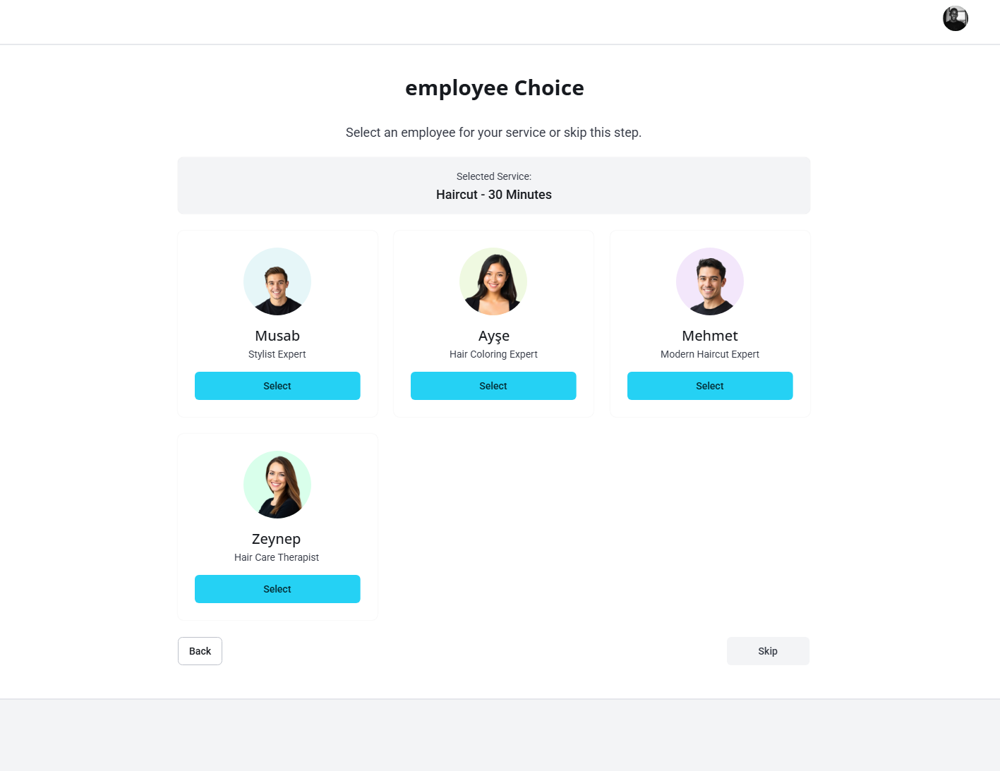 employee Choice
Select an employee for your service or skip this step.
Selected Service:
Haircut - 30 Minutes
Musab
Stylist Expert
Select
Ayşe
Hair Coloring Expert
Select
Mehmet
Modern Haircut Expert
Select
Zeynep
Hair Care Therapist
Select
Back
Skip